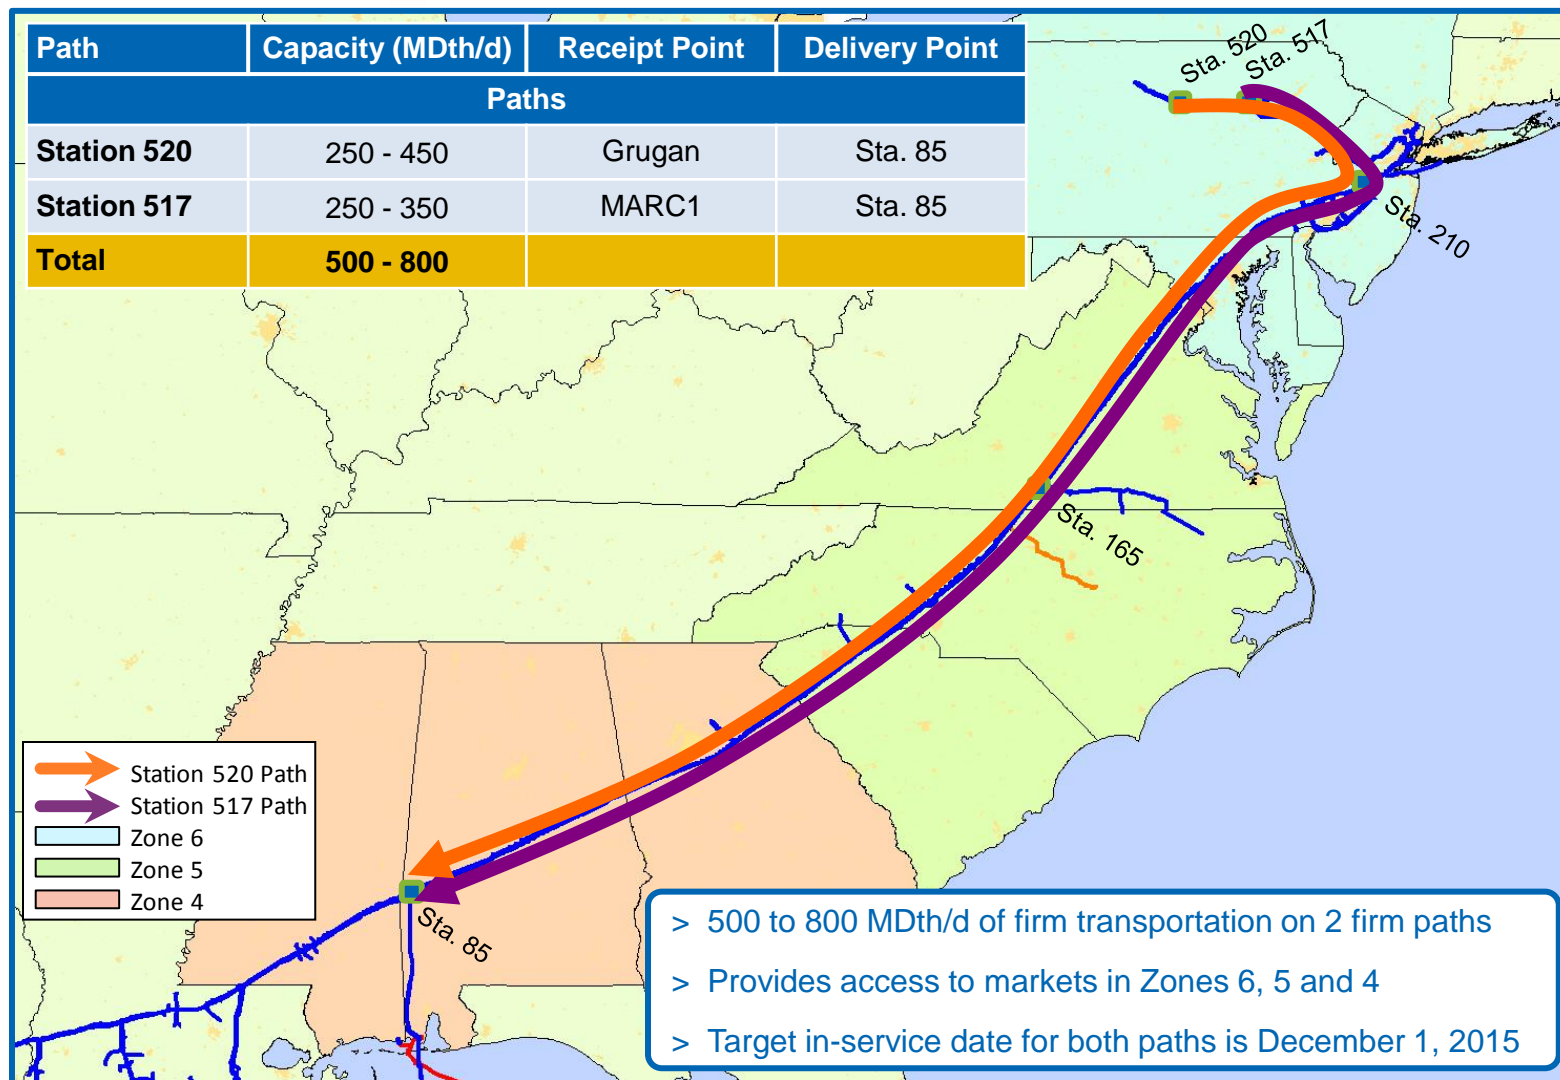 Path Capacity (MDth/d) Receipt Point Delivery Point
Paths
Station 520 250 - 450 Grugan Sta. 85
Station 517 250 - 350 MARC1 Sta. 85
Total 500 - 800
Sta. 520
Sta. 517
Sta. 210
Sta. 165
Sta. 85
Station 520 Path
Station 517 Path
Zone 6
Zone 5
Zone 4
> 500 to 800 MDth/d of firm transportation on 2 firm paths
> Provides access to markets in Zones 6, 5 and 4
> Target in-service date for both paths is December 1, 2015